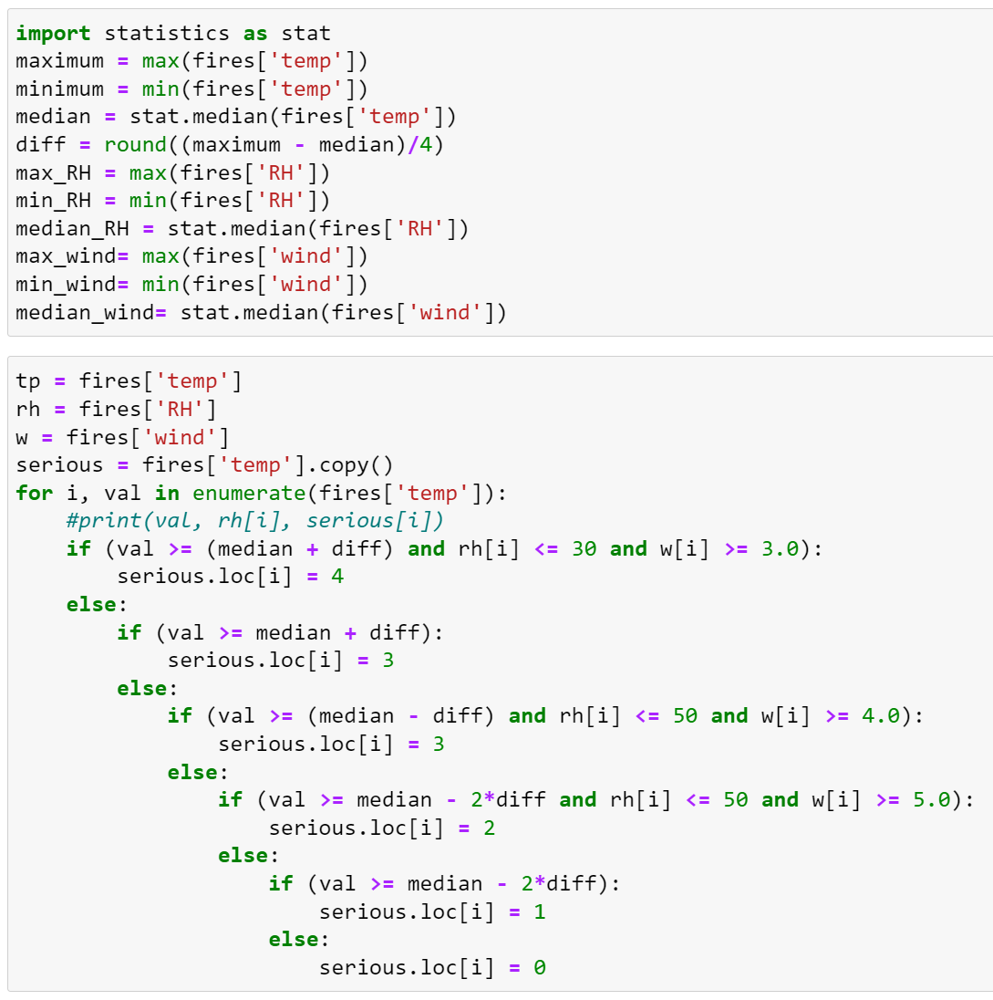 import statistics as stat
maximum = max(fires['temp'])
minimum = min(fires['temp'])
median = stat.median(fires['temp'])
diff = round((maximum - median)/4)
max_RH = max(fires['RH'])
min_RH = min(fires['RH'])
median_RH = stat.median(fires['RH'])
max_wind= max(fires['wind'])
min_wind= min(fires['wind'])
median_wind= stat.median(fires['wind'])
tp = fires['temp']
rh = fires['RH']
w = fires['wind']
serious = fires['temp'].copy()
for i, val in enumerate(fires['temp']):
    #print(val, rh[i], serious[i])
    if (val >= (median + diff) and rh[i] <= 30 and w[i] >= 3.0):
        serious.loc[i] = 4
    else:
        if (val >= median + diff):
            serious.loc[i] = 3
        else:
            if (val >= (median - diff) and rh[i] <= 50 and w[i] >= 4.0):
                serious.loc[i] = 3
            else:
                if (val >= median - 2*diff and rh[i] <= 50 and w[i] >= 5.0):
                    serious.loc[i] = 2
                else:
                    if (val >= median - 2*diff):
                        serious.loc[i] = 1
                    else:
                        serious.loc[i] = 0